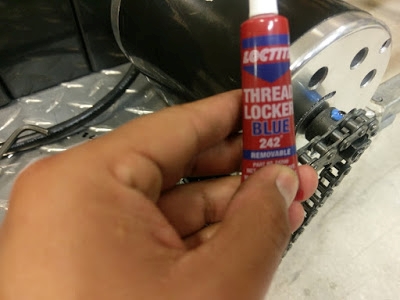 LOCTITE
THREAD
LOCKER
BLUE
242
REMOVABLE